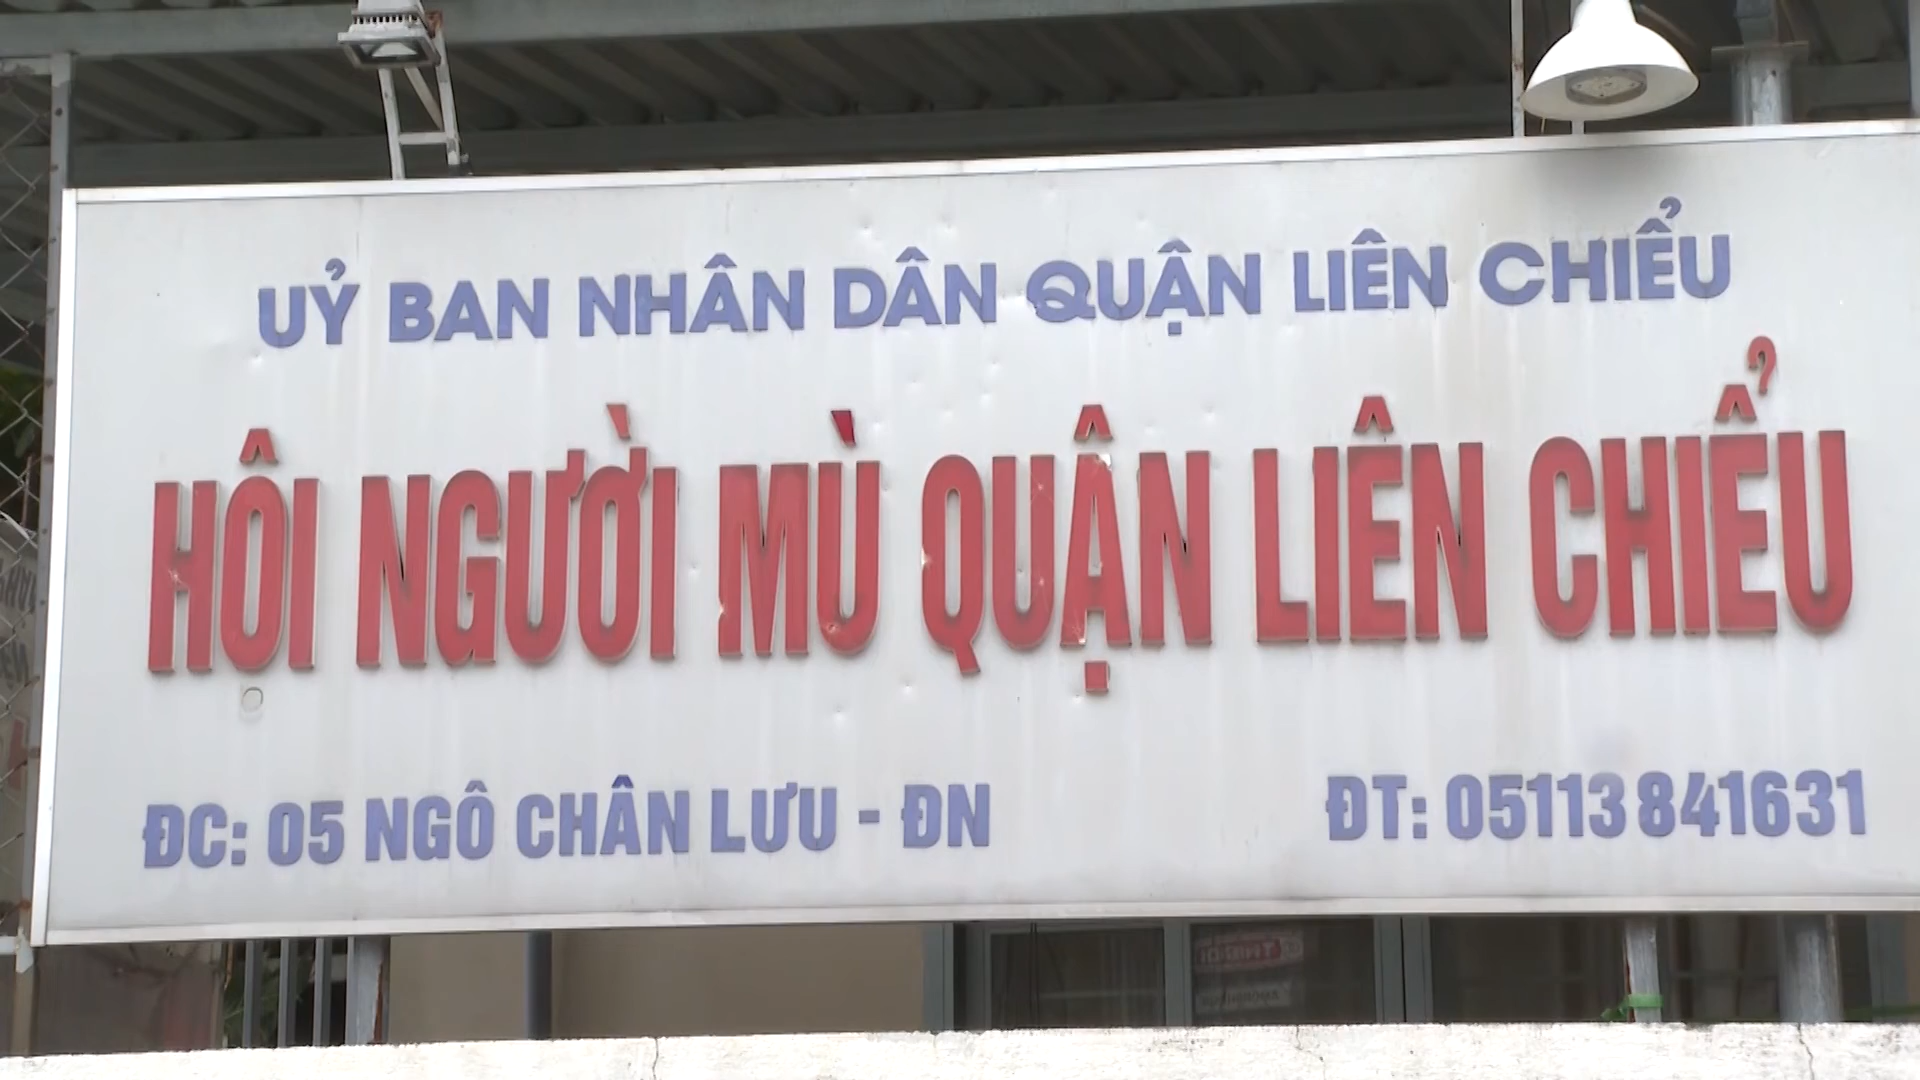 UỶ BAN NHÂN DÂN QUẬN LIÊN CHIỂU
HỘI NGƯỜI MÙ QUẬN LIÊN CHIỂU
ĐC: 05 NGÔ CHÂN LƯU - ĐN
ĐT: 05113 841631